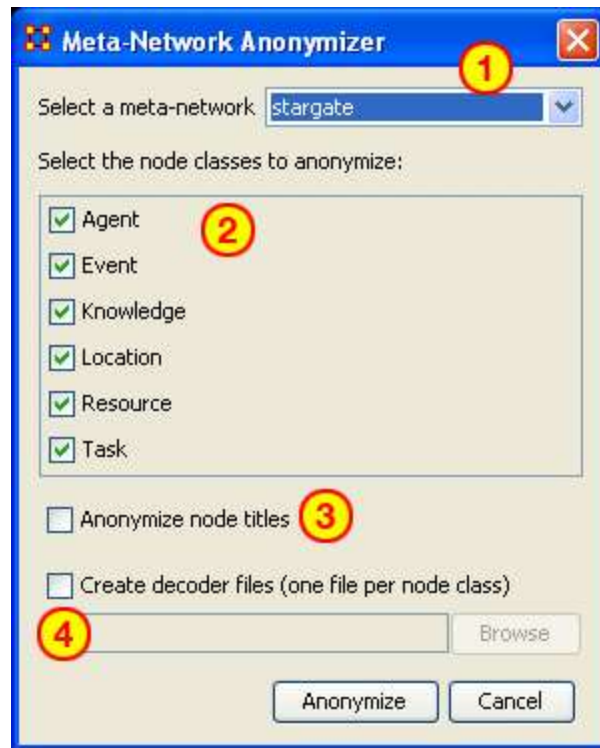 Meta-Network Anonymizer
1
Select a meta-network stargate
Select the node classes to anonymize:
Agent 2
Event
Knowledge
Location
Resource
Task
Anonymize node titles 3
Create decoder files (one file per node class)
4 Browse
Anonymize Cancel